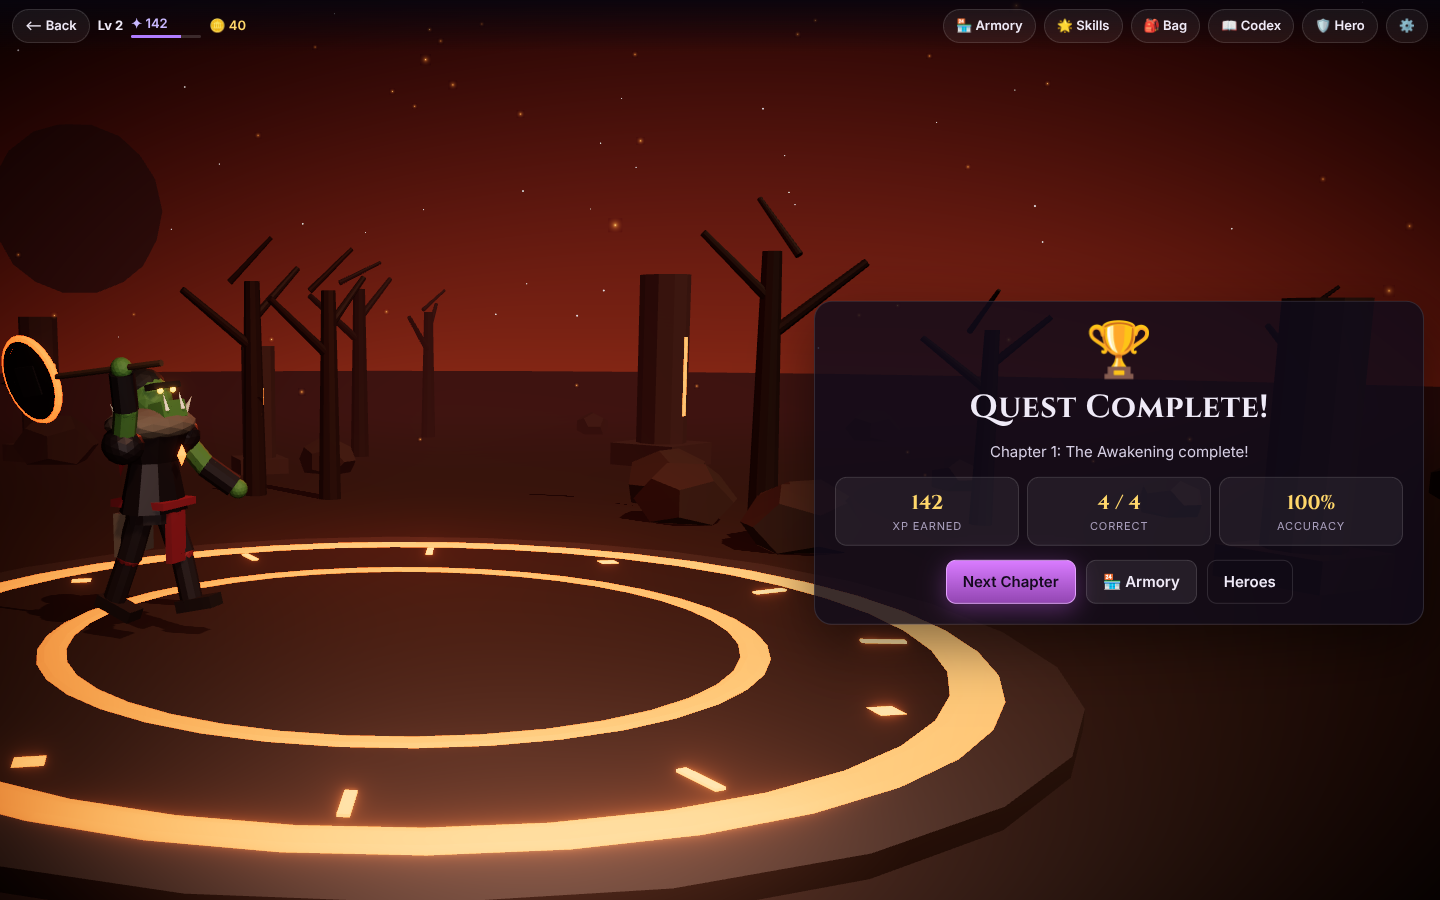 ← Back
Lv 2
✦ 142
40
Armory
Skills
Bag
Codex
Hero
Quest Complete!
Chapter 1: The Awakening complete!
142
XP EARNED
4 / 4
CORRECT
100%
ACCURACY
Next Chapter
Armory
Heroes